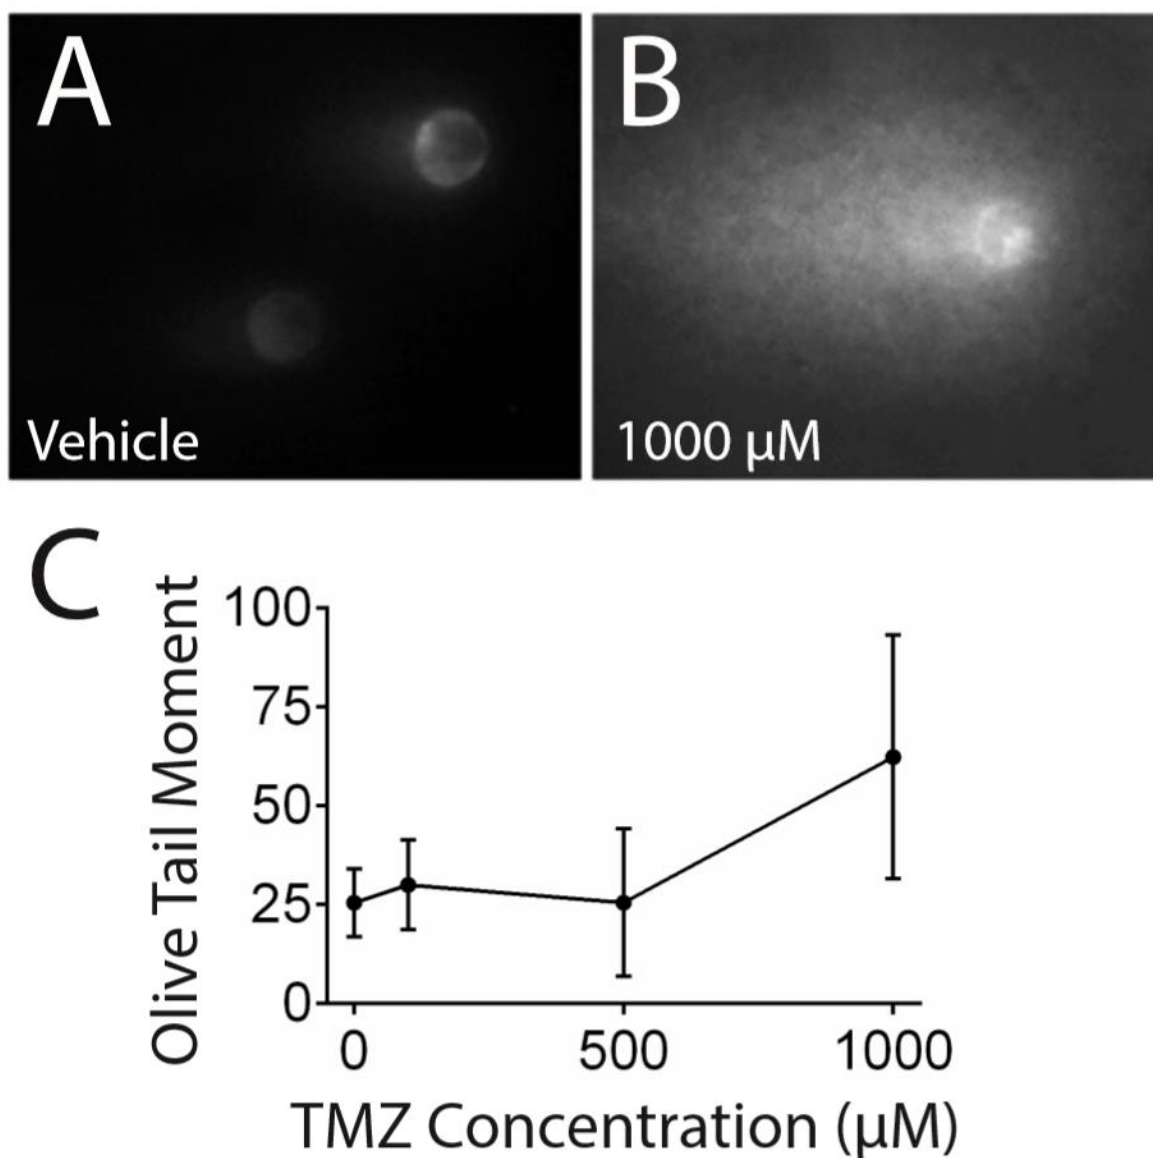 A
B
Vehicle
1000 µM
C
Olive Tail Moment
100
75
50
25
0
0 500 1000
TMZ Concentration (µM)